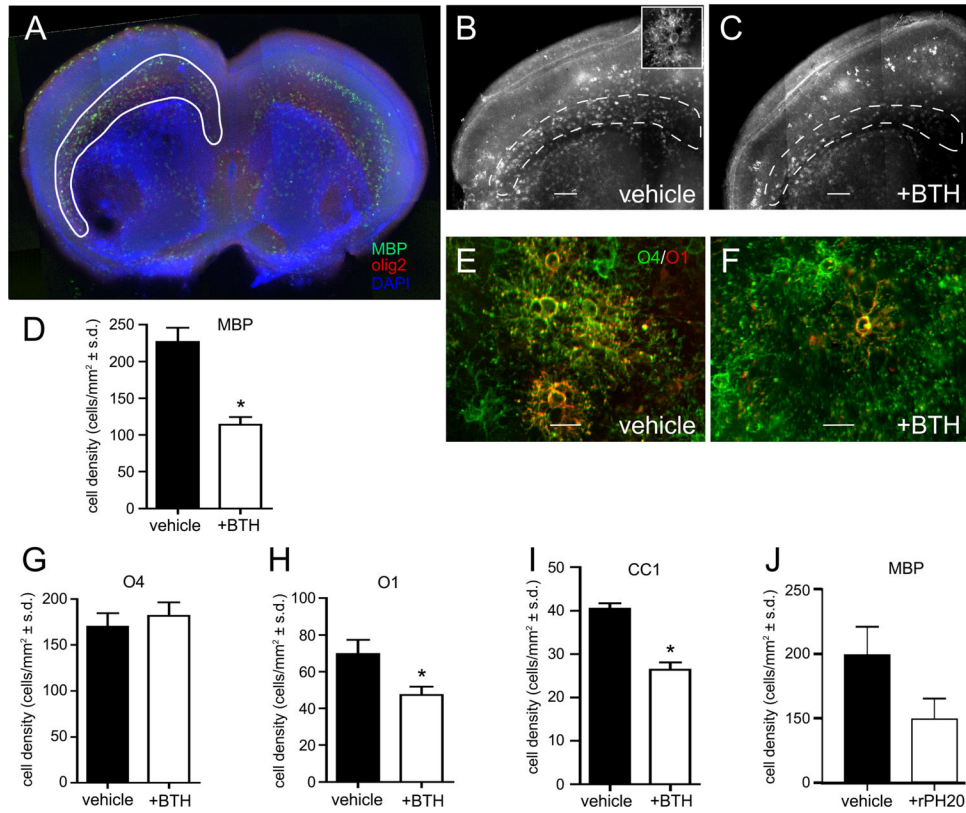 A
MBP
olig2
DAPI
B
vehicle
C
+BTH
D
MBP
cell density (cells/mm² ± s.d.)
250
200
150
100
50
0
vehicle
+BTH
*
E
O4/O1
vehicle
F
+BTH
G
O4
cell density (cells/mm² ± s.d.)
200
150
100
50
0
vehicle
+BTH
H
O1
cell density (cells/mm² ± s.d.)
100
80
60
40
20
0
vehicle
+BTH
*
I
CC1
cell density (cells/mm² ± s.d.)
50
40
30
20
10
0
vehicle
+BTH
*
J
MBP
cell density (cells/mm² ± s.d.)
250
200
150
0
vehicle
+rPH20